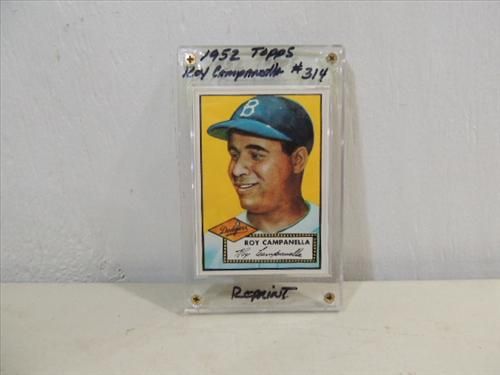 1952 TOPPS
Roy Campanella #314
B
Dodgers
ROY CAMPANELLA
Roy Campanella
REPRINT